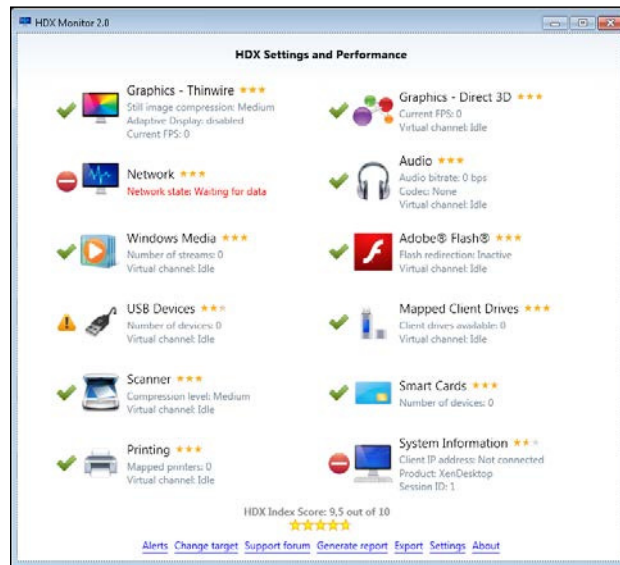 HDX Monitor 2.0
HDX Settings and Performance
Graphics - Thinwire
Still image compression: Medium
Adaptive Display: disabled
Current FPS: 0
Graphics - Direct 3D
Current FPS: 0
Virtual channel: Idle
Network
Network state: Waiting for data
Audio
Audio bitrate: 0 bps
Codec: None
Virtual channel: Idle
Windows Media
Number of streams: 0
Virtual channel: Idle
Adobe® Flash®
Flash redirection: Inactive
Virtual channel: Idle
USB Devices
Number of devices: 0
Virtual channel: Idle
Mapped Client Drives
Client drives available: 0
Virtual channel: Idle
Scanner
Compression level: Medium
Virtual channel: Idle
Smart Cards
Number of devices: 0
Printing
Mapped printers: 0
Virtual channel: Idle
System Information
Client IP address: Not connected
Product: XenDesktop
Session ID: 1
HDX Index Score: 9,5 out of 10
Alerts Change target Support forum Generate report Export Settings About